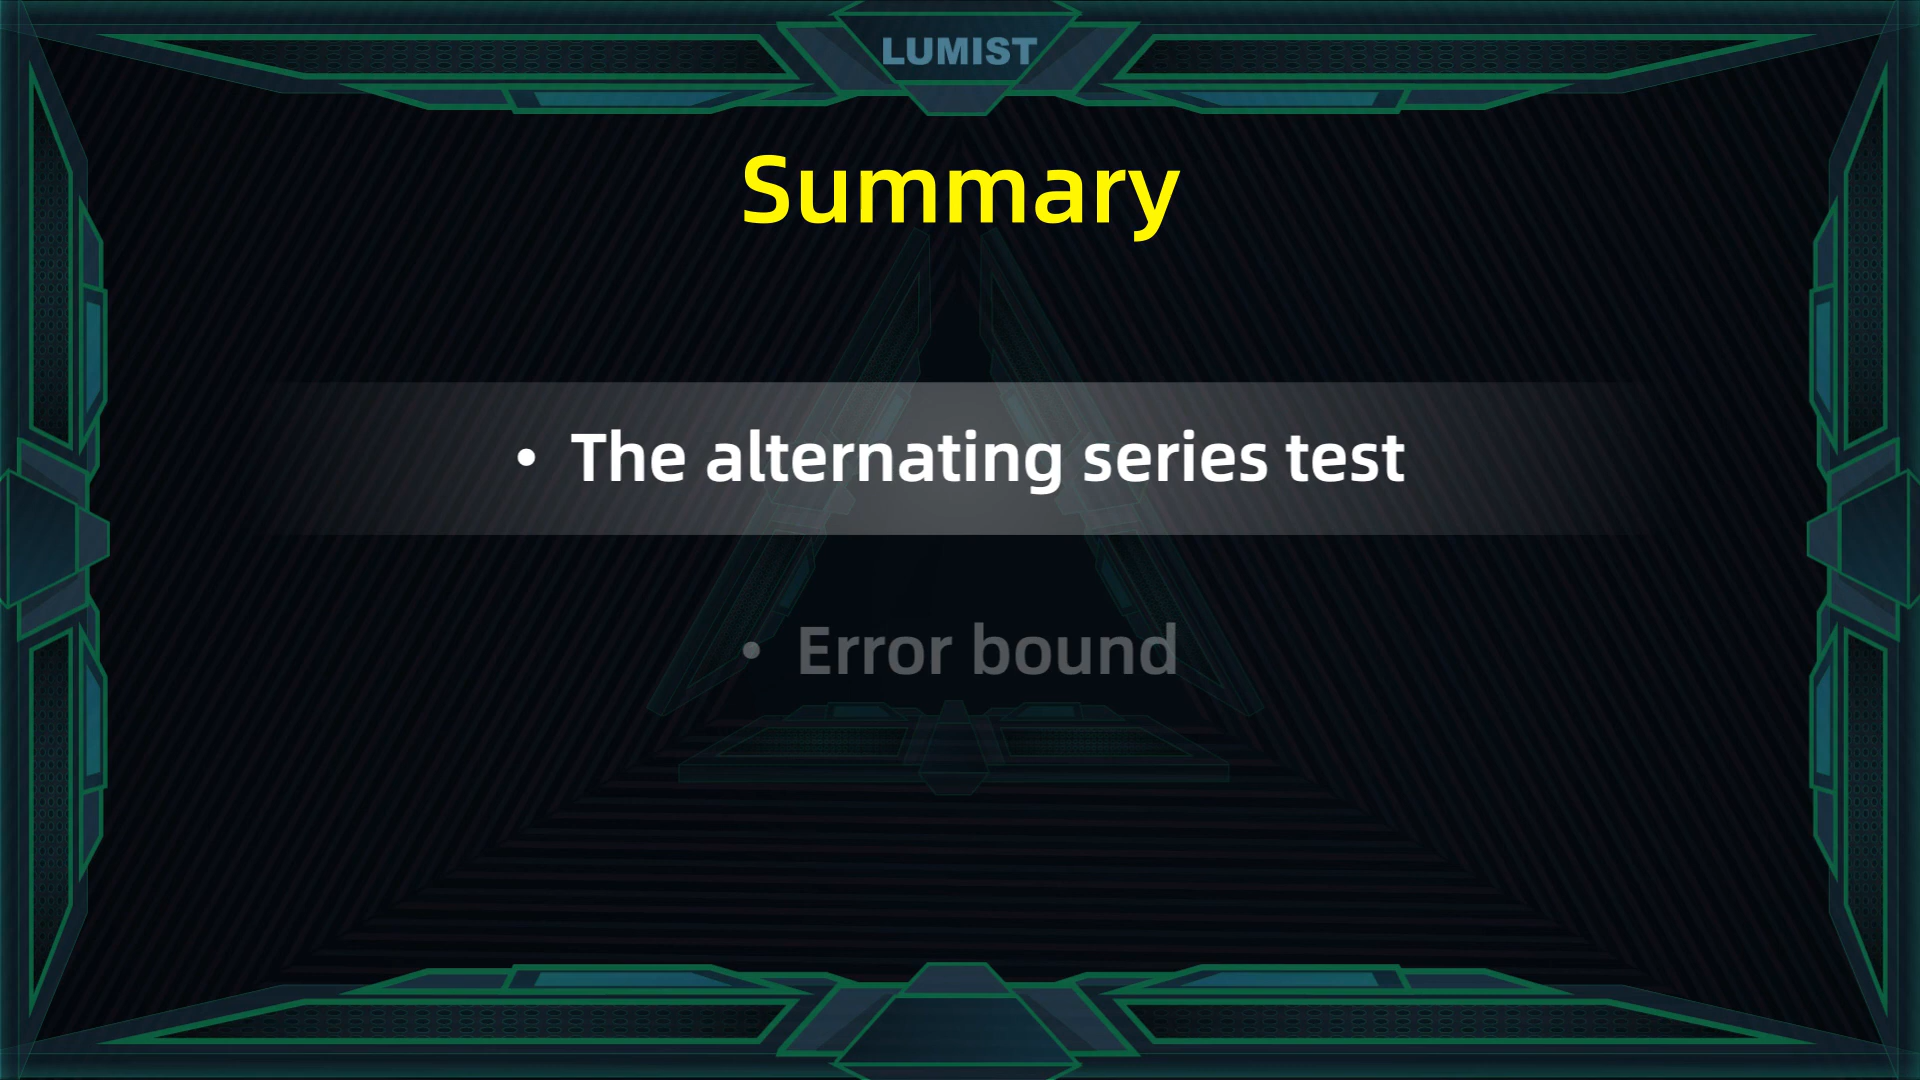 LUMIST
Summary
• The alternating series test
• Error bound